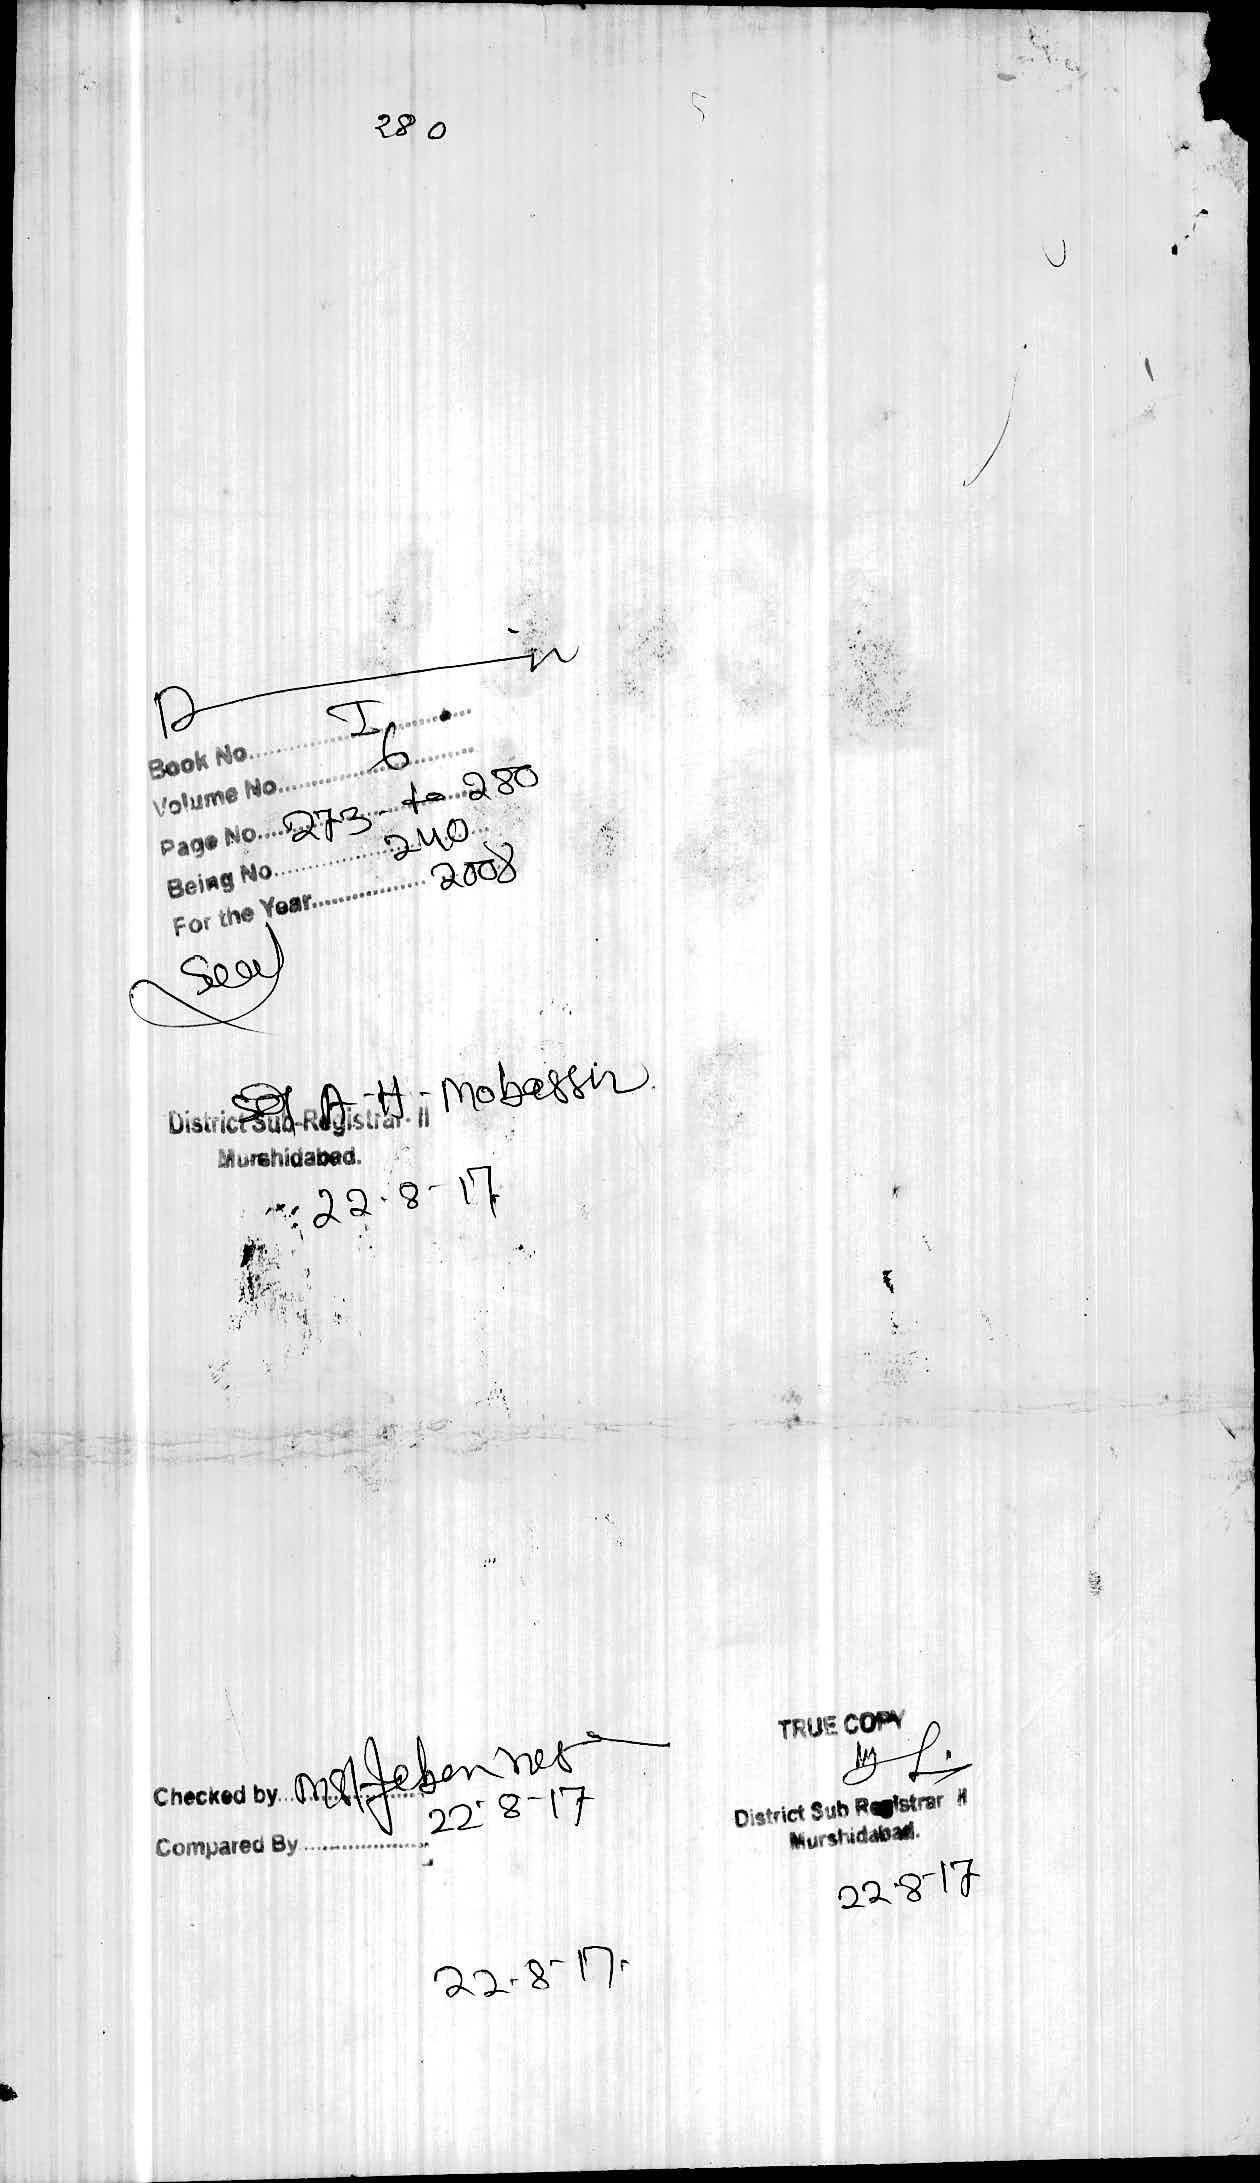 280
Book No. I
Volume No. 6
Page No. 273 - to 280
Being No. 240
For the Year 2008
Seal
Sd/ A-H-Mobassir
District Sub-Registrar- II
Murshidabad.
22.8-17
Checked by
22.8-17
Compared By
TRUE COPY
District Sub Registrar II
Murshidabad.
22.8-17
22.8-17.